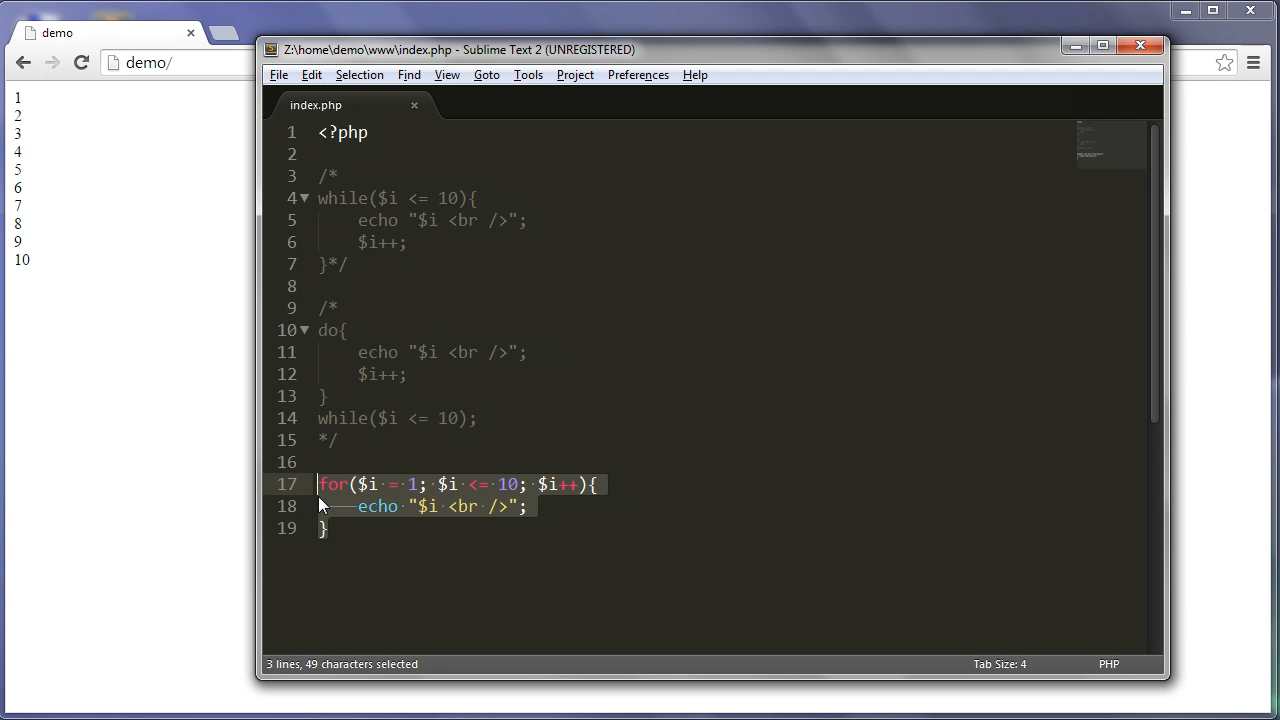 demo
demo/
1
2
3
4
5
6
7
8
9
10
Z:\home\demo\www\index.php - Sublime Text 2 (UNREGISTERED)
File Edit Selection Find View Goto Tools Project Preferences Help
index.php
1 <?php
2
3 /*
4 while($i <= 10){
5 echo "$i <br />";
6 $i++;
7 }*/
8
9 /*
10 do{
11 echo "$i <br />";
12 $i++;
13 }
14 while($i <= 10);
15 */
16
17 for($i = 1; $i <= 10; $i++){
18 echo "$i <br />";
19 }
3 lines, 49 characters selected Tab Size: 4 PHP